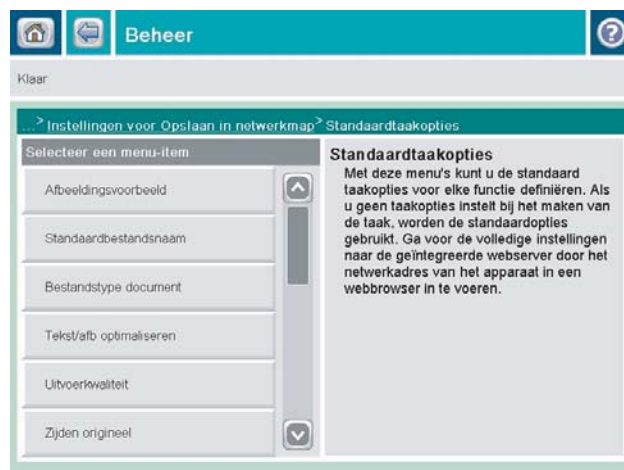 Beheer
Klaar
...> Instellingen voor Opslaan in netwerkmap> Standaardtaakopties
Selecteer een menu-item
Afbeeldingsvoorbeeld
Standaardbestandsnaam
Bestandstype document
Tekst/afb optimaliseren
Uitvoerkwaliteit
Zijden origineel
Standaardtaakopties
Met deze menu's kunt u de standaard
taakopties voor elke functie definiëren. Als
u geen taakopties instelt bij het maken van
de taak, worden de standaardopties
gebruikt. Ga voor de volledige instellingen
naar de geïntegreerde webserver door het
netwerkadres van het apparaat in een
webbrowser in te voeren.